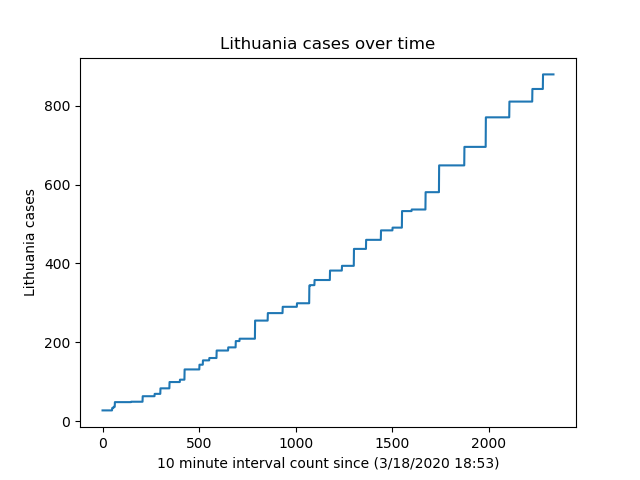 Lithuania cases over time
800
600
400
200
0
Lithuania cases
0 500 1000 1500 2000
10 minute interval count since (3/18/2020 18:53)